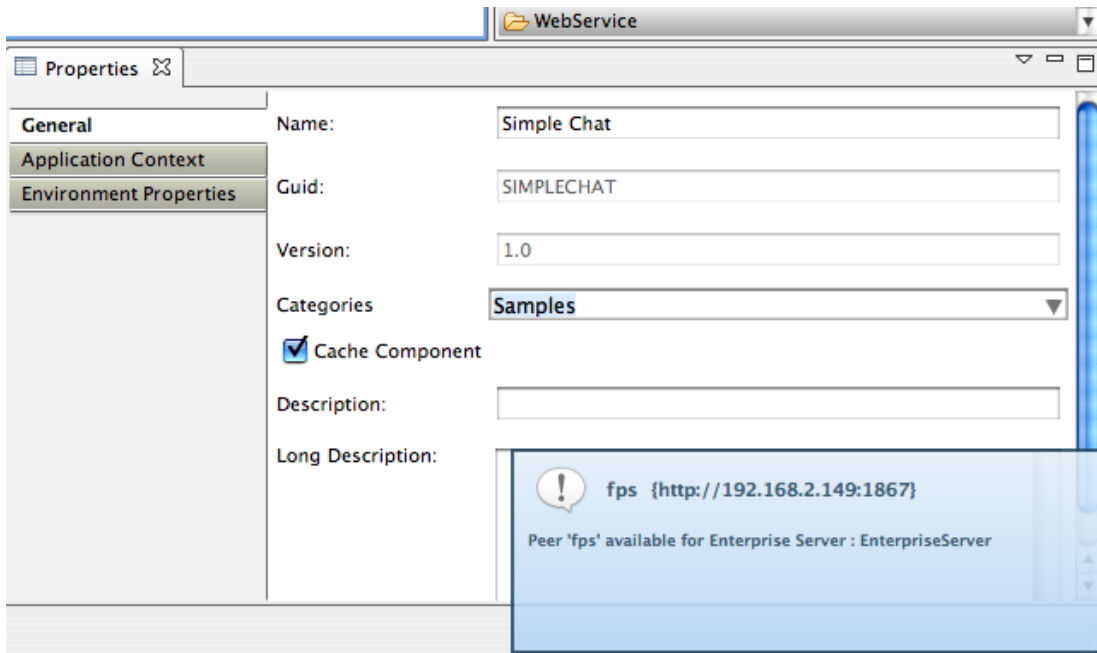 WebService
Properties
General
Application Context
Environment Properties
Name:
Simple Chat
Guid:
SIMPLECHAT
Version:
1.0
Categories
Samples
Cache Component
Description:
Long Description:
! fps {http://192.168.2.149:1867}
Peer 'fps' available for Enterprise Server : EnterpriseServer